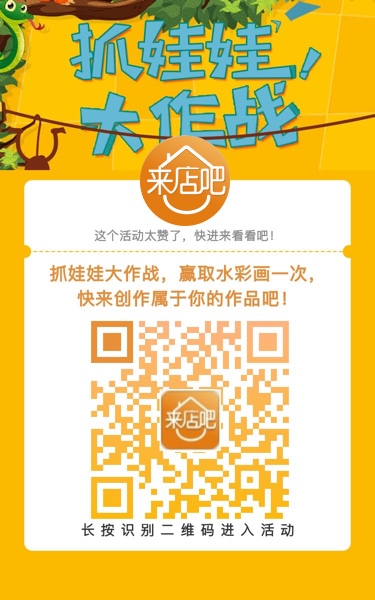 抓娃娃，
大作战
来店吧
这个活动太赞了，快进来看看吧！
抓娃娃大作战，赢取水彩画一次，
快来创作属于你的作品吧！
来店吧
长按识别二维码进入活动